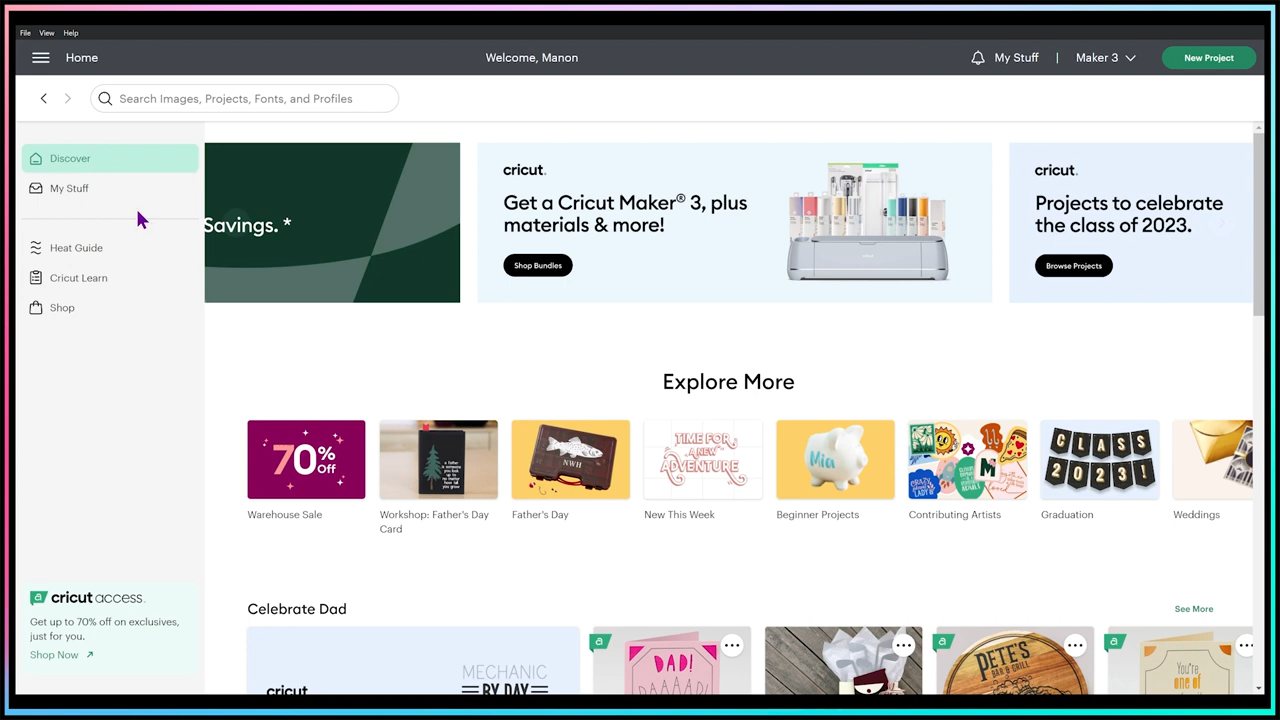 File View Help
Home
Welcome, Manon
My Stuff | Maker 3
New Project
Search Images, Projects, Fonts, and Profiles
Discover
My Stuff
Heat Guide
Cricut Learn
Shop
cricut access.
Get up to 70% off on exclusives,
just for you.
Shop Now
Savings. *
cricut.
Get a Cricut Maker® 3, plus
materials & more!
Shop Bundles
cricut.
Projects to celebrate
the class of 2023.
Browse Projects
Explore More
70%
Off
Warehouse Sale
Workshop: Father's Day
Card
NWH
Father's Day
TIME FOR
A NEW
ADVENTURE
New This Week
Mia
Beginner Projects
M
Contributing Artists
CLASS
2023!
Graduation
Weddings
Celebrate Dad
See More
cricut
MECHANIC
BY DAY
a
DAD!
DAAAAD!
a
PETE'S
BAR & GRILL
a
You're
one of